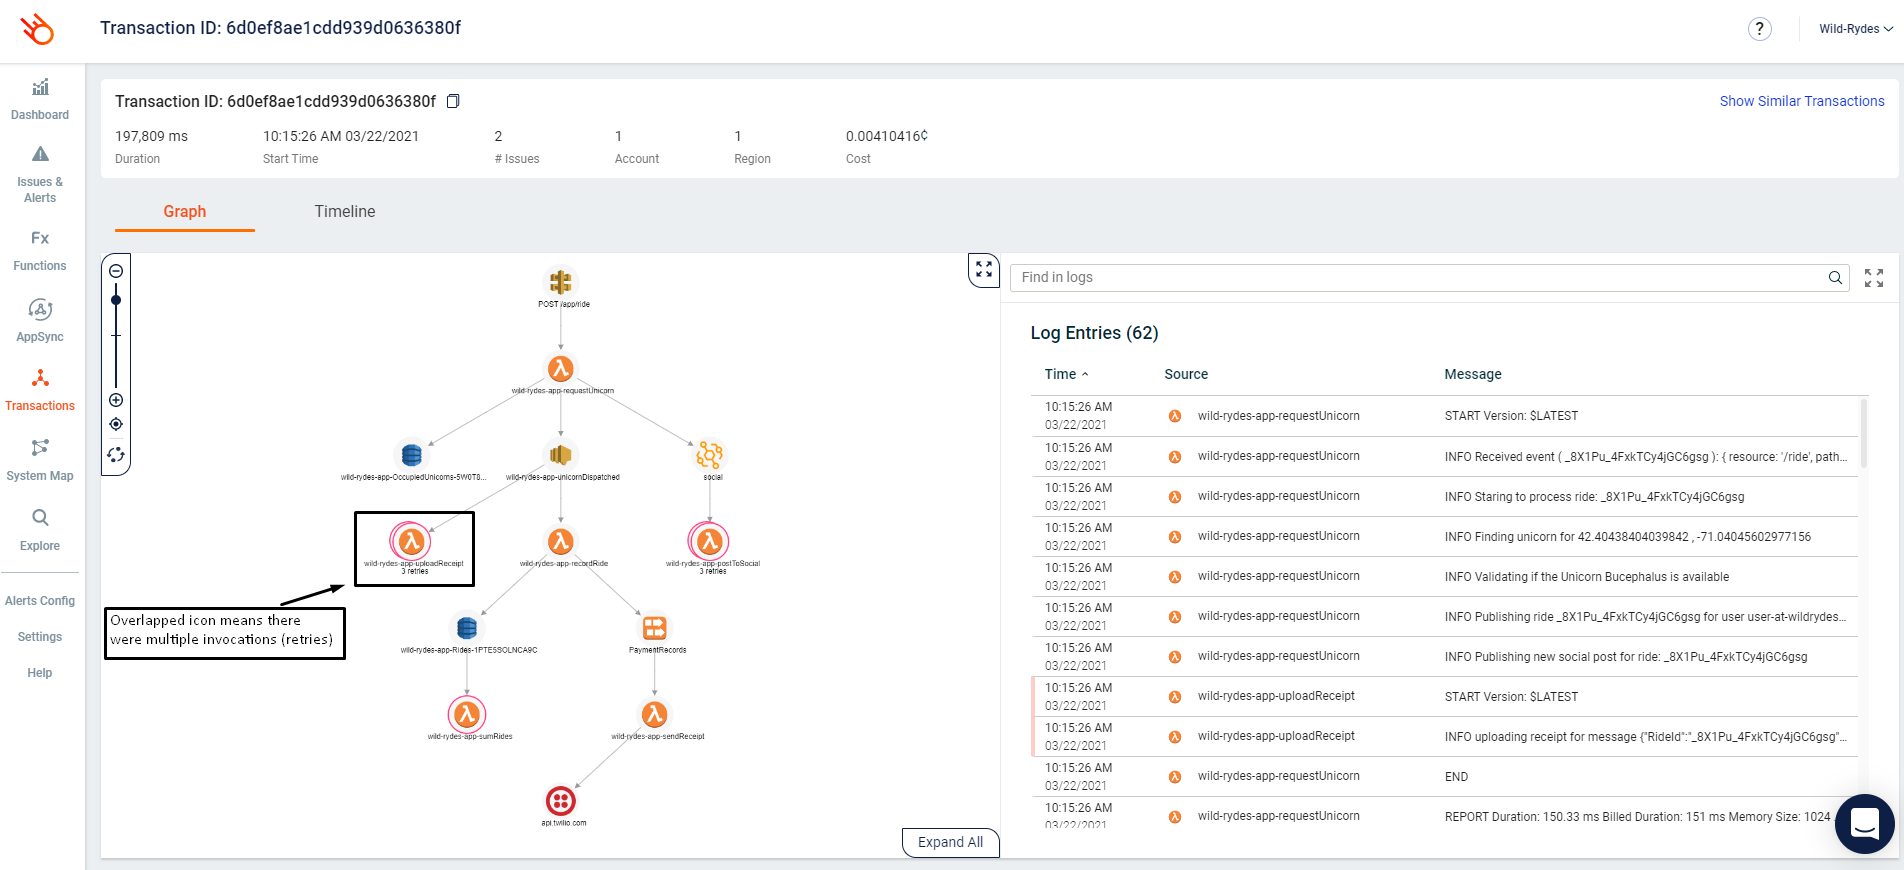 Transaction ID: 6d0ef8ae1cdd939d0636380f
?
Wild-Rydes
Dashboard
Issues &
Alerts
Fx
Functions
AppSync
Transactions
System Map
Explore
Alerts Config
Settings
Help
Transaction ID: 6d0ef8ae1cdd939d0636380f
Show Similar Transactions
197,809 ms
Duration
10:15:26 AM 03/22/2021
Start Time
2
# Issues
1
Account
1
Region
0.00410416¢
Cost
Graph
Timeline
POST /app/ride
wild-rydes-app-requestUnicorn
wild-rydes-app-OccupiedUnicorns-5W0T8...
wild-rydes-app-unicornDispatched
social
wild-rydes-app-uploadReceipt
3 retries
wild-rydes-app-recordRide
wild-rydes-app-postToSocial
3 retries
Overlapped icon means there
were multiple invocations (retries)
wild-rydes-app-Rides-1PTE5SOLNCA9C
PaymentRecords
wild-rydes-app-sumRides
wild-rydes-app-sendReceipt
api.twilio.com
Expand All
Find in logs
Log Entries (62)
Time Source Message
10:15:26 AM
03/22/2021
wild-rydes-app-requestUnicorn
START Version: $LATEST
10:15:26 AM
03/22/2021
wild-rydes-app-requestUnicorn
INFO Received event ( _8X1Pu_4FxkTCy4jGC6gsg ): { resource: '/ride', path...
10:15:26 AM
03/22/2021
wild-rydes-app-requestUnicorn
INFO Staring to process ride: _8X1Pu_4FxkTCy4jGC6gsg
10:15:26 AM
03/22/2021
wild-rydes-app-requestUnicorn
INFO Finding unicorn for 42.40438404039842 , -71.04045602977156
10:15:26 AM
03/22/2021
wild-rydes-app-requestUnicorn
INFO Validating if the Unicorn Bucephalus is available
10:15:26 AM
03/22/2021
wild-rydes-app-requestUnicorn
INFO Publishing ride _8X1Pu_4FxkTCy4jGC6gsg for user user-at-wildrydes...
10:15:26 AM
03/22/2021
wild-rydes-app-requestUnicorn
INFO Publishing new social post for ride: _8X1Pu_4FxkTCy4jGC6gsg
10:15:26 AM
03/22/2021
wild-rydes-app-uploadReceipt
START Version: $LATEST
10:15:26 AM
03/22/2021
wild-rydes-app-uploadReceipt
INFO uploading receipt for message {"RideId":"_8X1Pu_4FxkTCy4jGC6gsg"...
10:15:26 AM
03/22/2021
wild-rydes-app-requestUnicorn
END
10:15:26 AM
03/22/2021
wild-rydes-app-requestUnicorn
REPORT Duration: 150.33 ms Billed Duration: 151 ms Memory Size: 1024